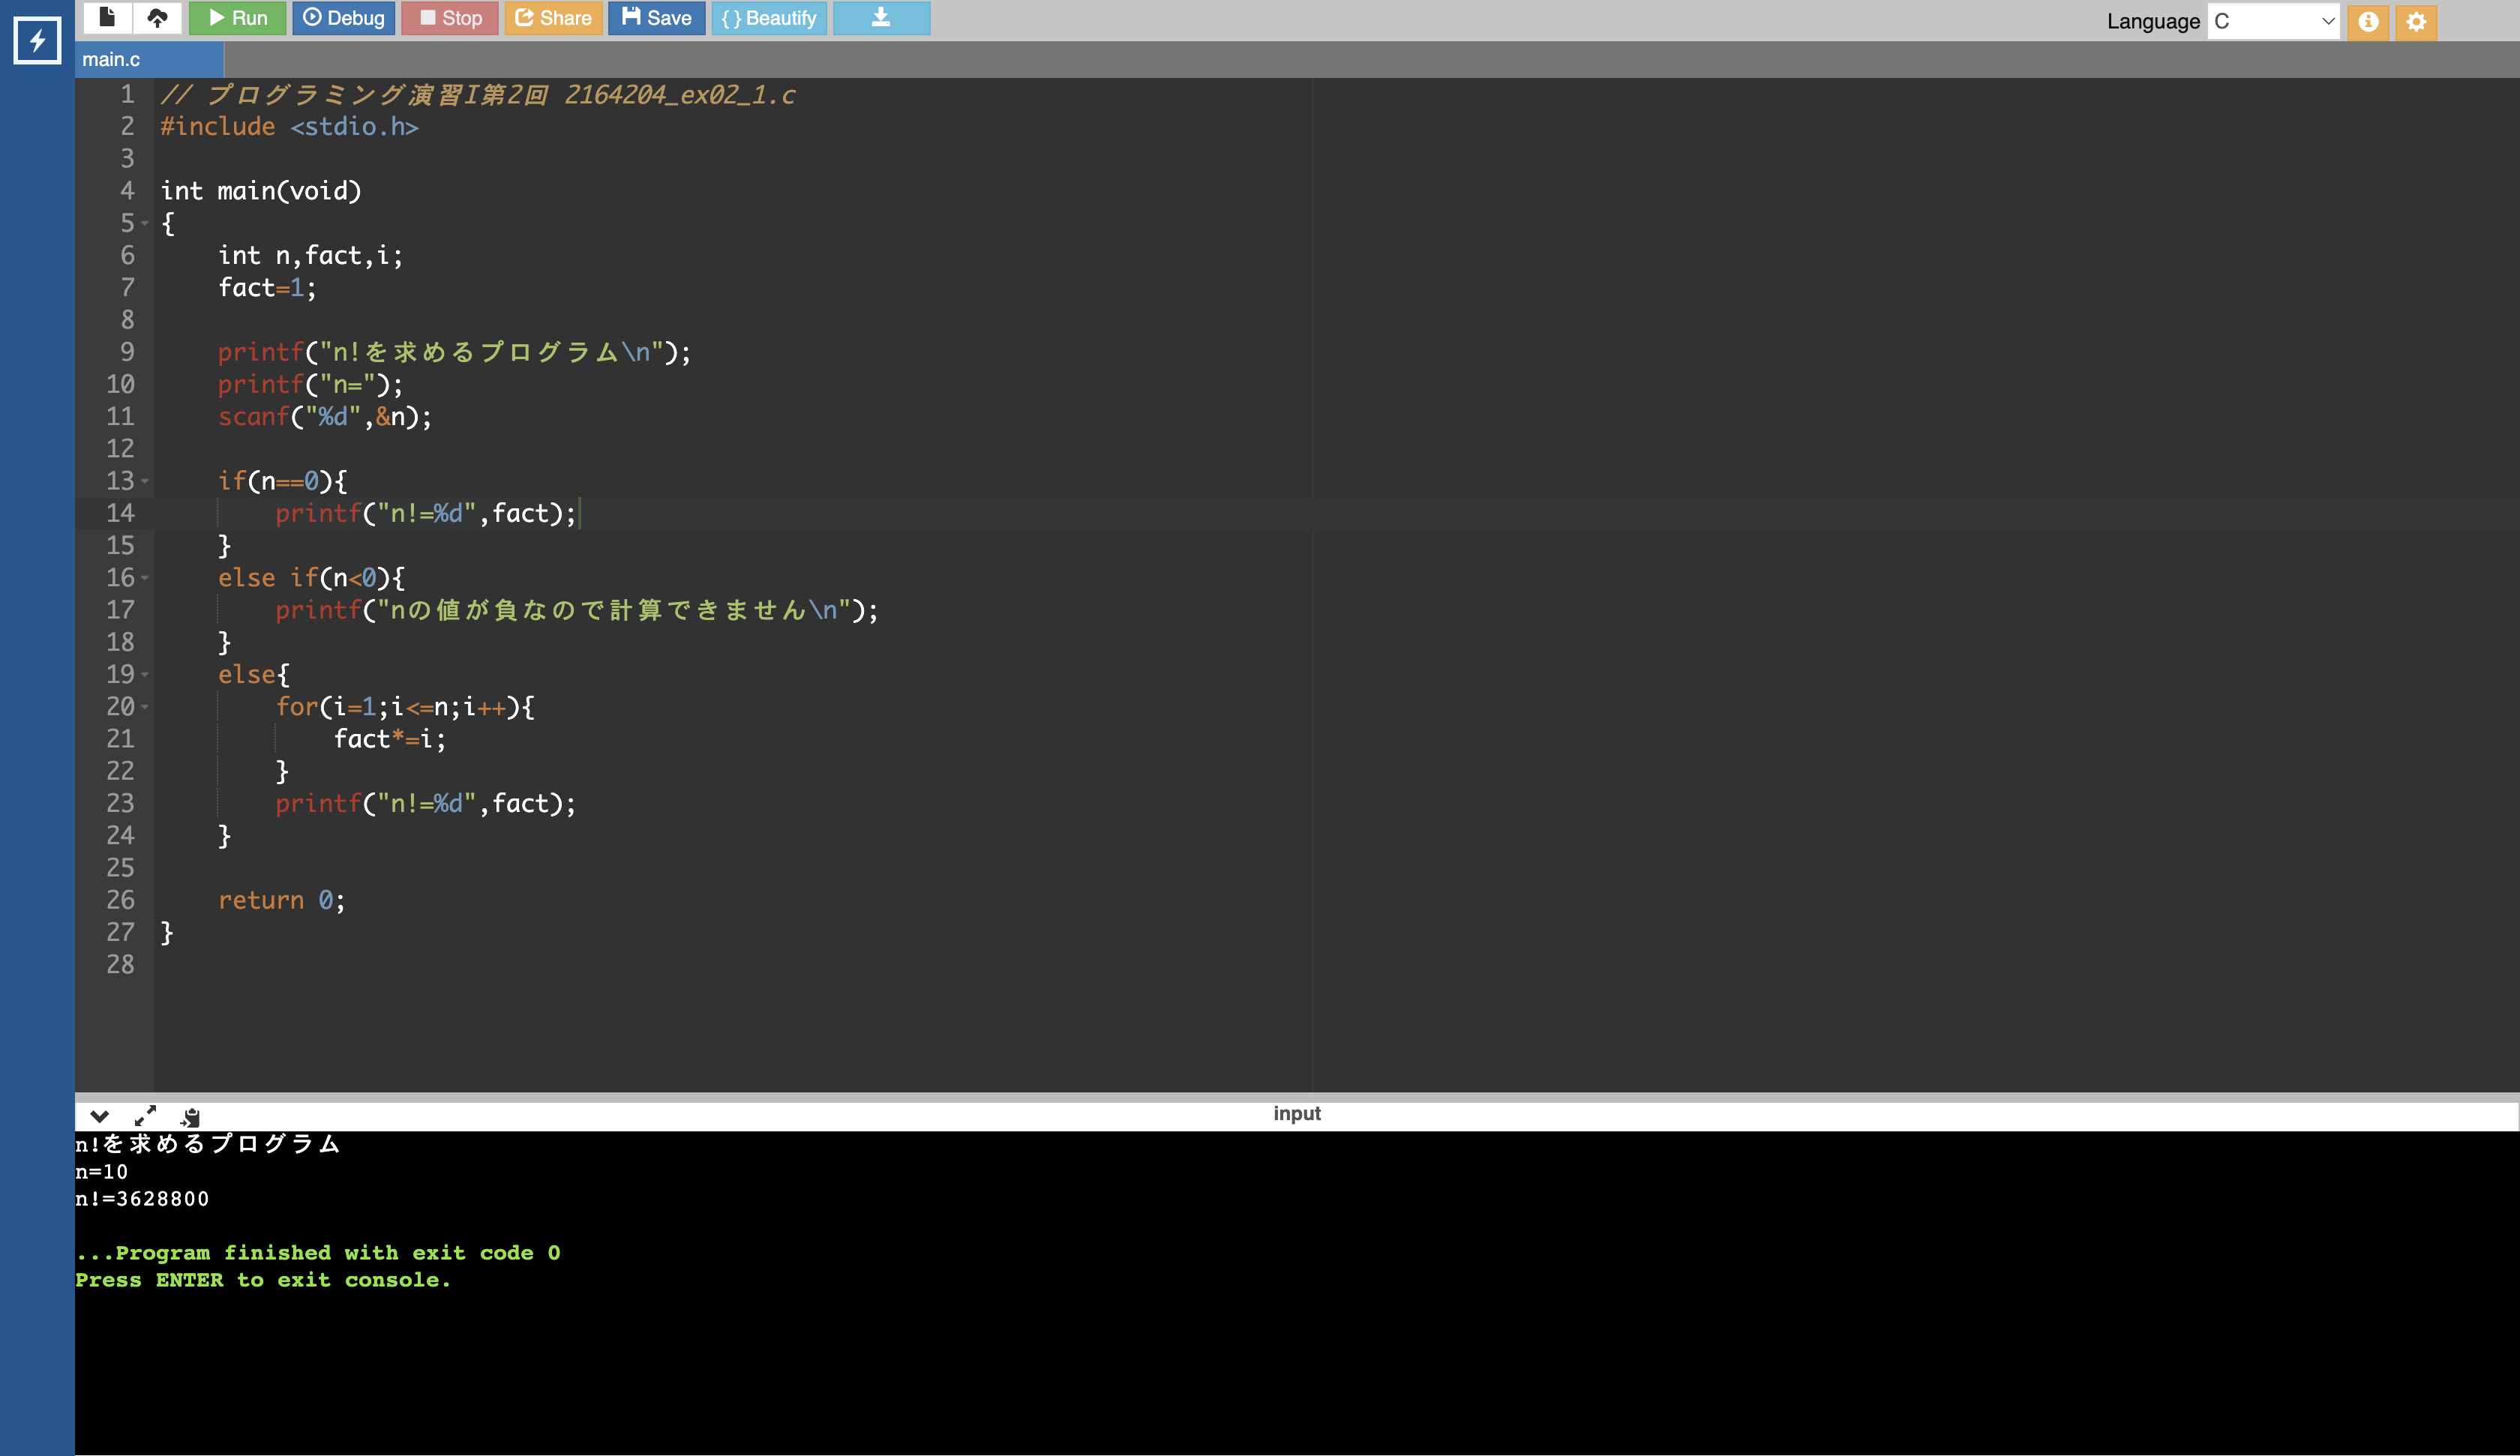 Run Debug Stop Share Save { } Beautify Language C
main.c
1 // プログラミング演習I第2回 2164204_ex02_1.c
2 #include <stdio.h>
3
4 int main(void)
5 {
6     int n,fact,i;
7     fact=1;
8
9     printf("n!を求めるプログラム\n");
10     printf("n=");
11     scanf("%d",&n);
12
13     if(n==0){
14         printf("n!=%d",fact);
15     }
16     else if(n<0){
17         printf("nの値が負なので計算できません\n");
18     }
19     else{
20         for(i=1;i<=n;i++){
21             fact*=i;
22         }
23         printf("n!=%d",fact);
24     }
25
26     return 0;
27 }
28
input
n!を求めるプログラム
n=10
n!=3628800
...Program finished with exit code 0
Press ENTER to exit console.